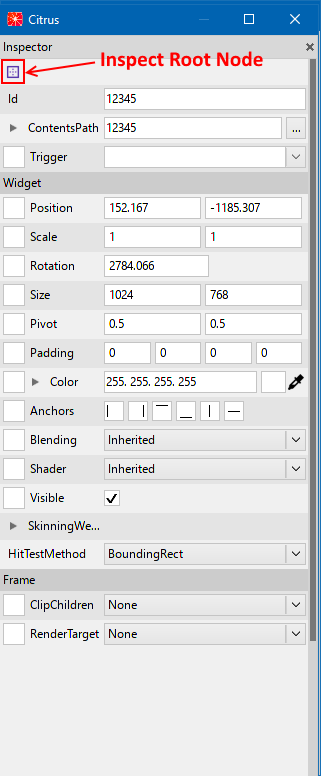 Citrus
Inspector
Inspect Root Node
Id 12345
ContentsPath 12345 ...
Trigger
Widget
Position 152.167 -1185.307
Scale 1 1
Rotation 2784.066
Size 1024 768
Pivot 0.5 0.5
Padding 0 0 0 0
Color 255. 255. 255. 255
Anchors
Blending Inherited
Shader Inherited
Visible
SkinningWe...
HitTestMethod BoundingRect
Frame
ClipChildren None
RenderTarget None